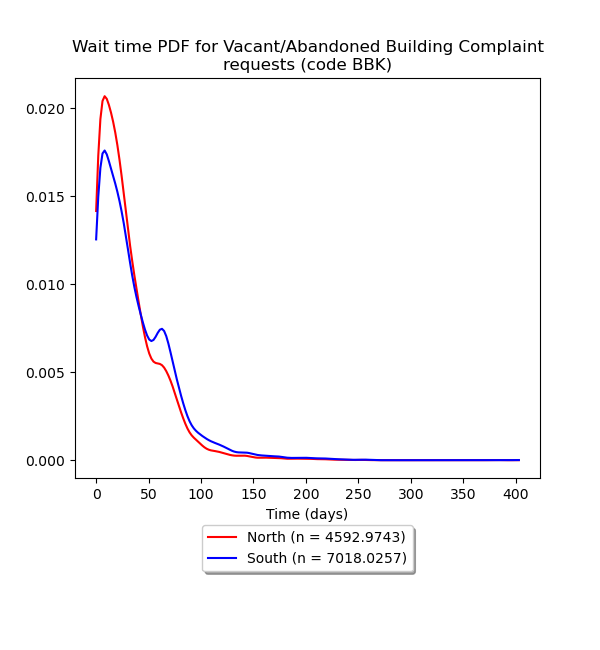 Wait time PDF for Vacant/Abandoned Building Complaint
requests (code BBK)
0.020
0.015
0.010
0.005
0.000
0 50 100 150 200 250 300 350 400
Time (days)
North (n = 4592.9743)
South (n = 7018.0257)